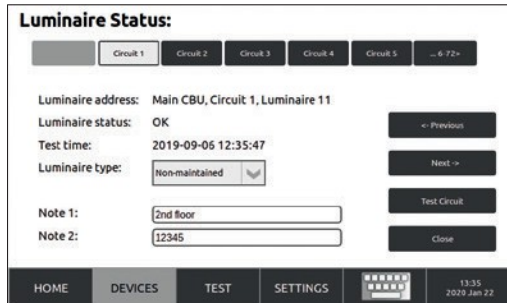 Luminaire Status:
Circuit 1 Circuit 2 Circuit 3 Circuit 4 Circuit 5 ... 6-72»
Luminaire address: Main CBU, Circuit 1, Luminaire 11
Luminaire status: OK
<- Previous
Test time: 2019-09-06 12:35:47
Luminaire type: Non-maintained
Next ->
Test Circuit
Note 1: 2nd floor
Note 2: 12345
Close
HOME DEVICES TEST SETTINGS 13:35
2020 Jan 22